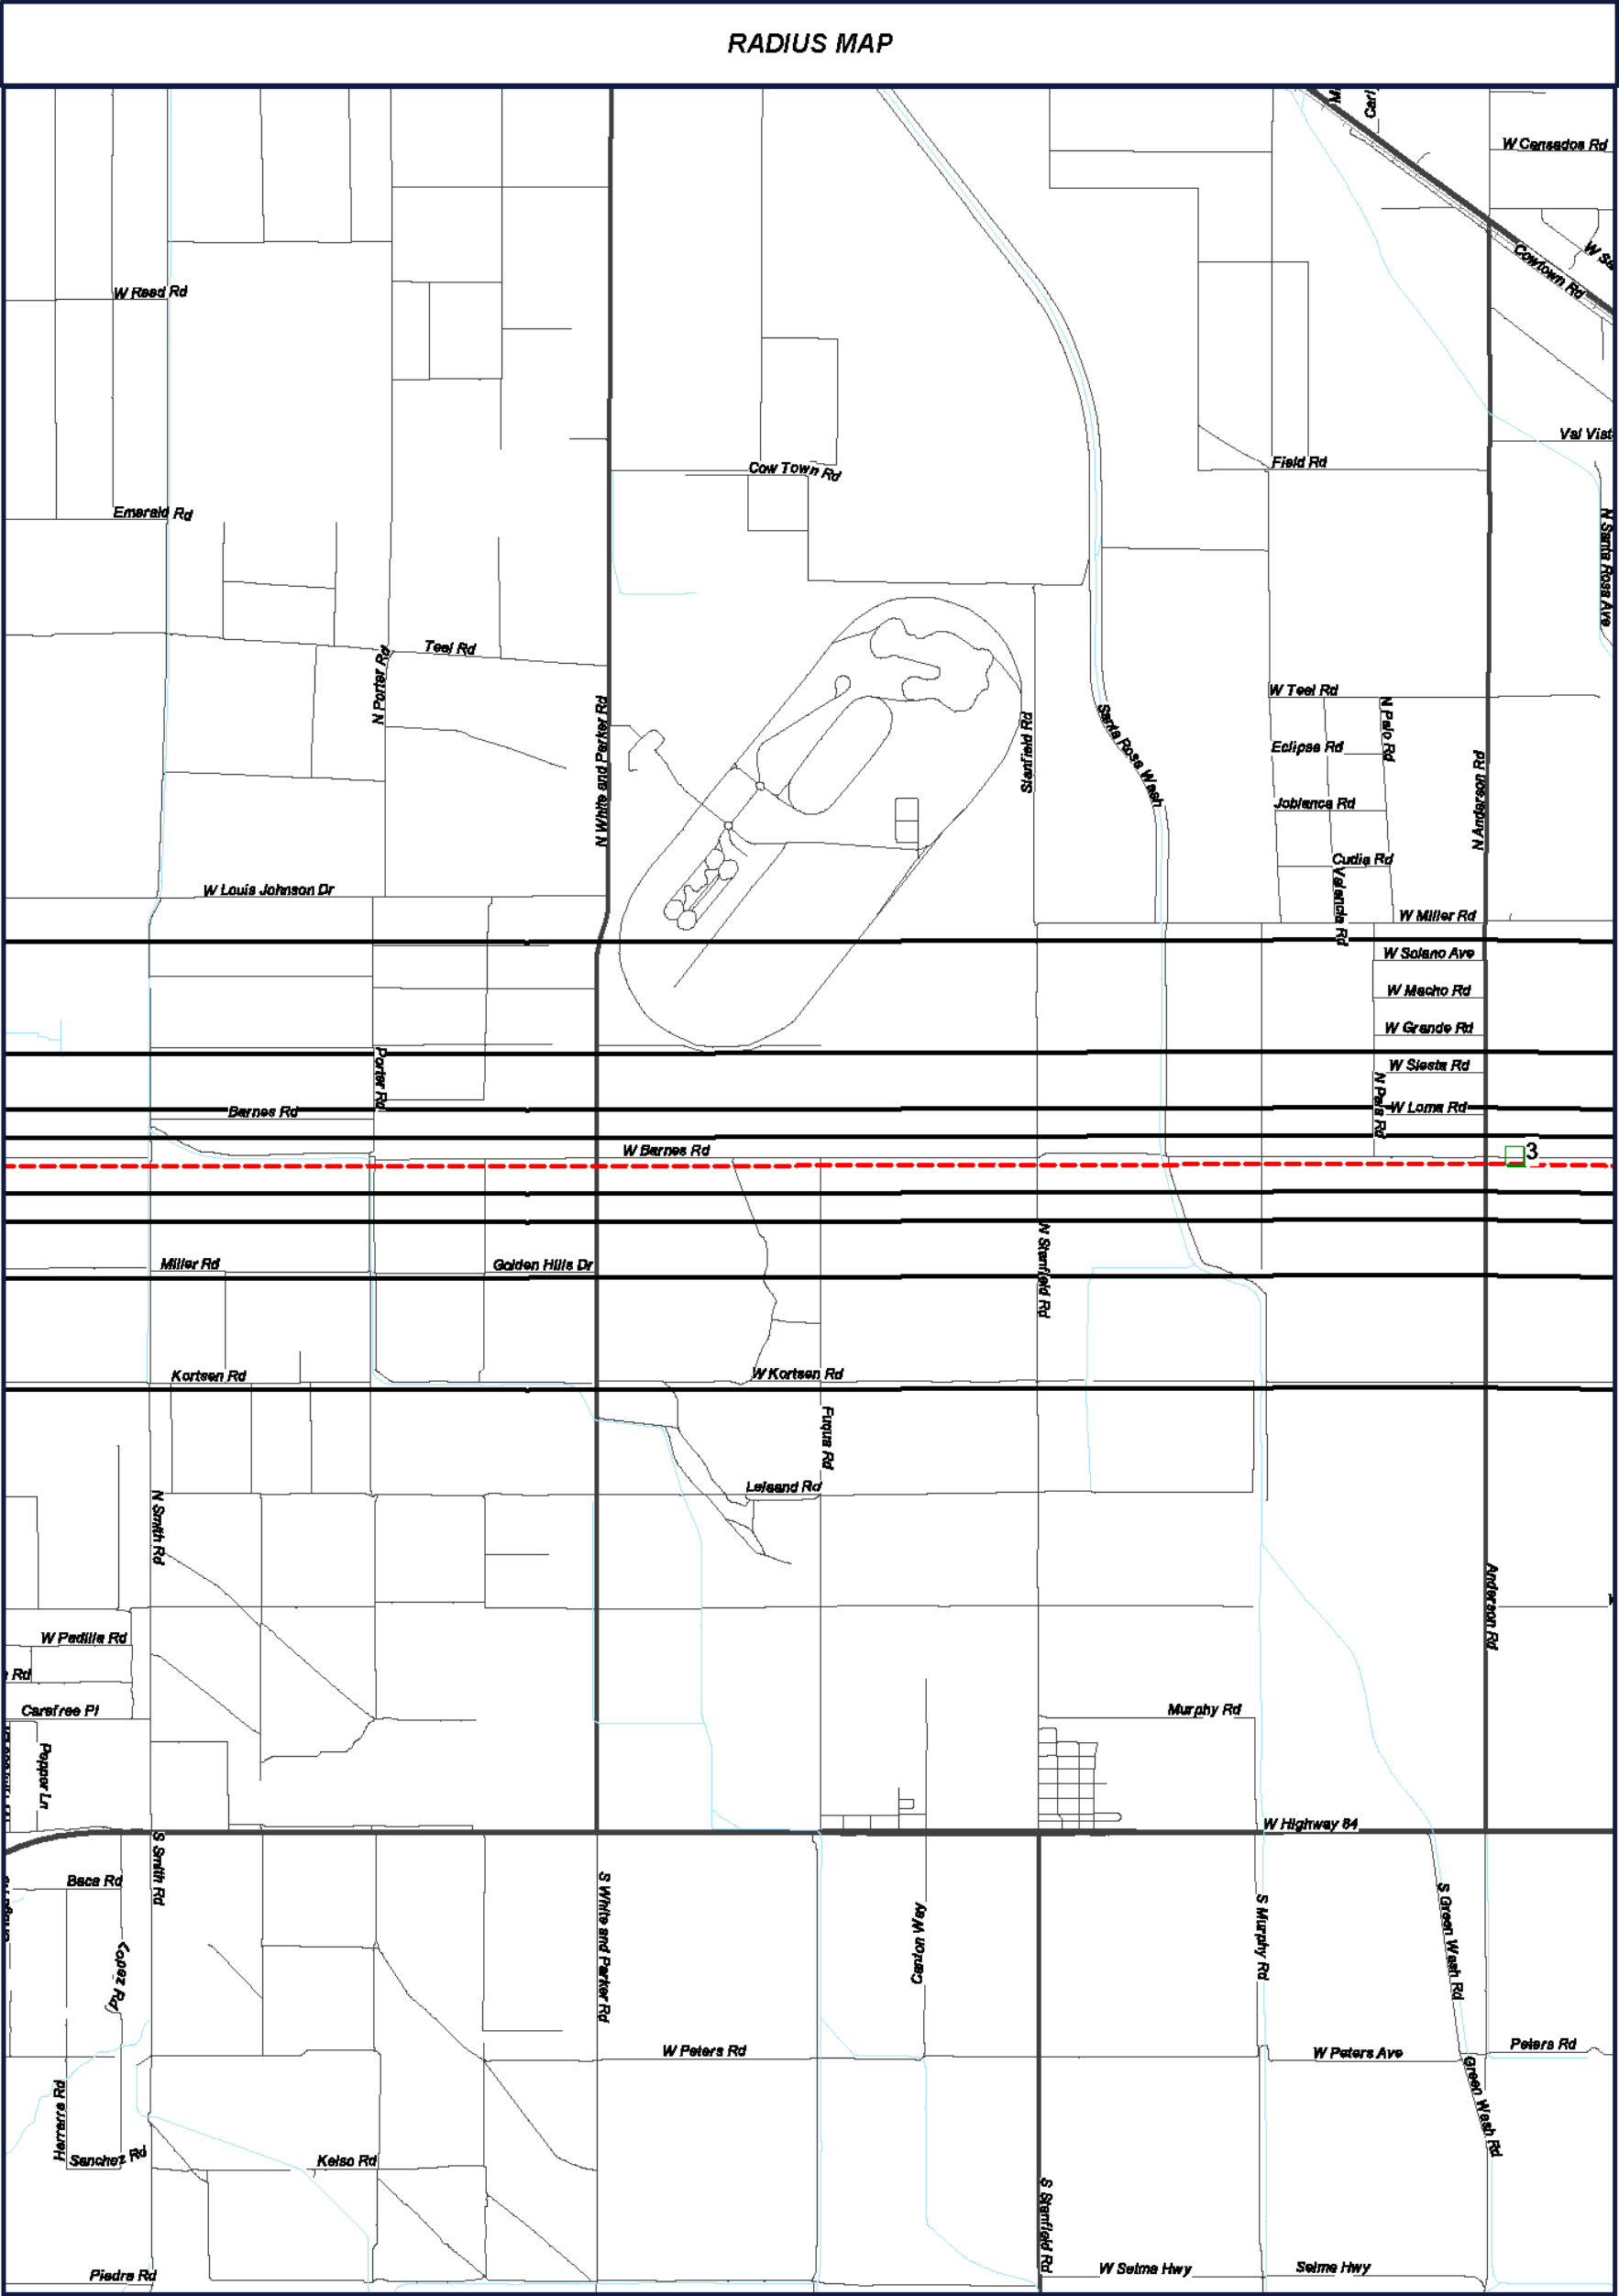 RADIUS MAP
Carl
W Cansados Rd
Cowtown Rd
W Reed Rd
Val Vist
Cow Town Rd
Field Rd
Emerald Rd
N Santa Rosa Ave
Teel Rd
N Porter Rd
N White and Parker Rd
Stanfield Rd
Santa Rosa Wash
W Teel Rd
N Palo Rd
Eclipse Rd
Joblanca Rd
N Anderson Rd
Cudia Rd
Valencia Rd
W Louis Johnson Dr
W Miller Rd
W Solano Ave
W Macho Rd
W Grande Rd
Porter Rd
W Siesta Rd
N Pals Rd
W Loma Rd
Barnes Rd
W Barnes Rd
3
Miller Rd
Golden Hills Dr
N Stanfield Rd
Kortsen Rd
W Kortsen Rd
Fuqua Rd
Leisand Rd
N Smith Rd
Anderson Rd
W Padilla Rd
Rd
Carefree Pl
Murphy Rd
Pepper Ln
W Highway 84
S Smith Rd
Baca Rd
S White and Parker Rd
Canton Way
S Murphy Rd
S Green Wash Rd
Lopez Rd
W Peters Rd
W Peters Ave
Peters Rd
Herrerra Rd
Green Wash Rd
Sanchez Rd
Kelso Rd
S Stanfield Rd
Piedra Rd
W Selma Hwy
Selma Hwy